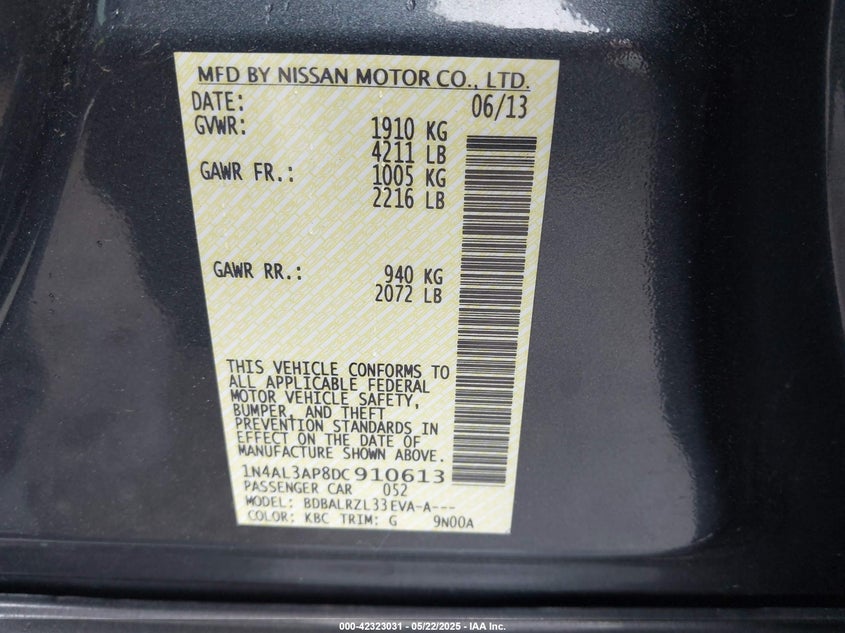 MFD BY NISSAN MOTOR CO., LTD.
DATE: 06/13
GVWR: 1910 KG
4211 LB
GAWR FR.: 1005 KG
2216 LB
GAWR RR.: 940 KG
2072 LB
THIS VEHICLE CONFORMS TO
ALL APPLICABLE FEDERAL
MOTOR VEHICLE SAFETY,
BUMPER, AND THEFT
PREVENTION STANDARDS IN
EFFECT ON THE DATE OF
MANUFACTURE SHOWN ABOVE.
1N4AL3AP8DC910613
PASSENGER CAR 052
MODEL: BDBALRZL33EVA-A---
COLOR: KBC TRIM: G 9N00A
000-42323031 - 05/22/2025 - IAA Inc.